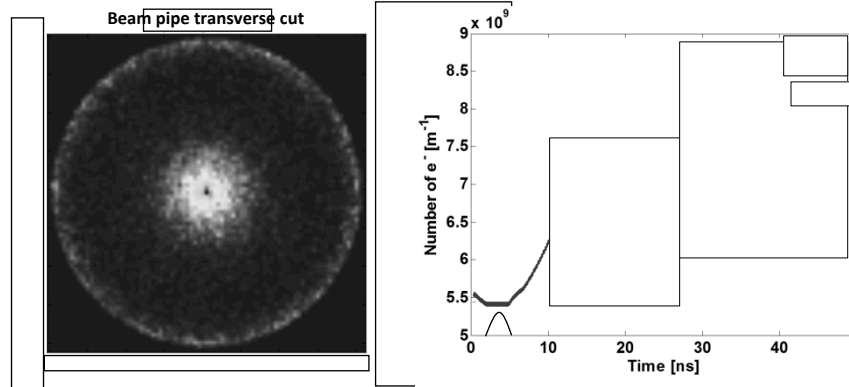 Beam pipe transverse cut
9 x 10^9
8.5
8
7.5
7
6.5
6
5.5
5
Number of e⁻ [m⁻¹]
0 10 20 30 40
Time [ns]